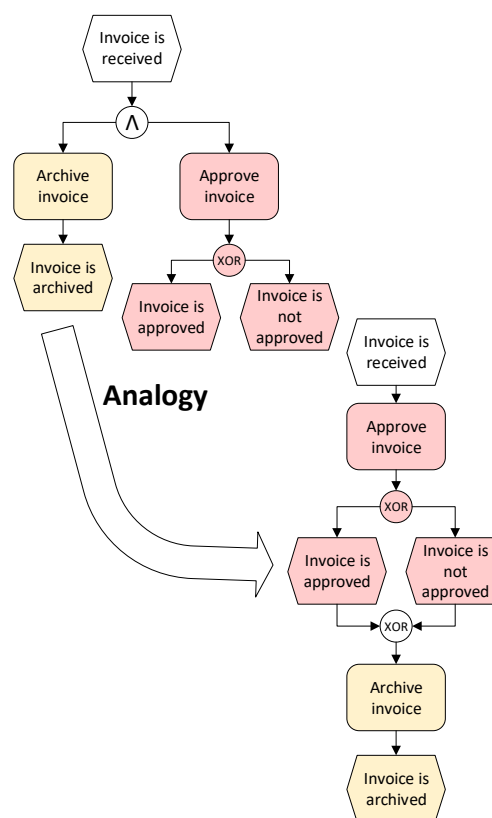 Invoice is
received
Λ
Archive
invoice
Approve
invoice
Invoice is
archived
XOR
Invoice is
approved
Invoice is
not
approved
Analogy
Invoice is
received
Approve
invoice
XOR
Invoice is
approved
Invoice is
not
approved
XOR
Archive
invoice
Invoice is
archived